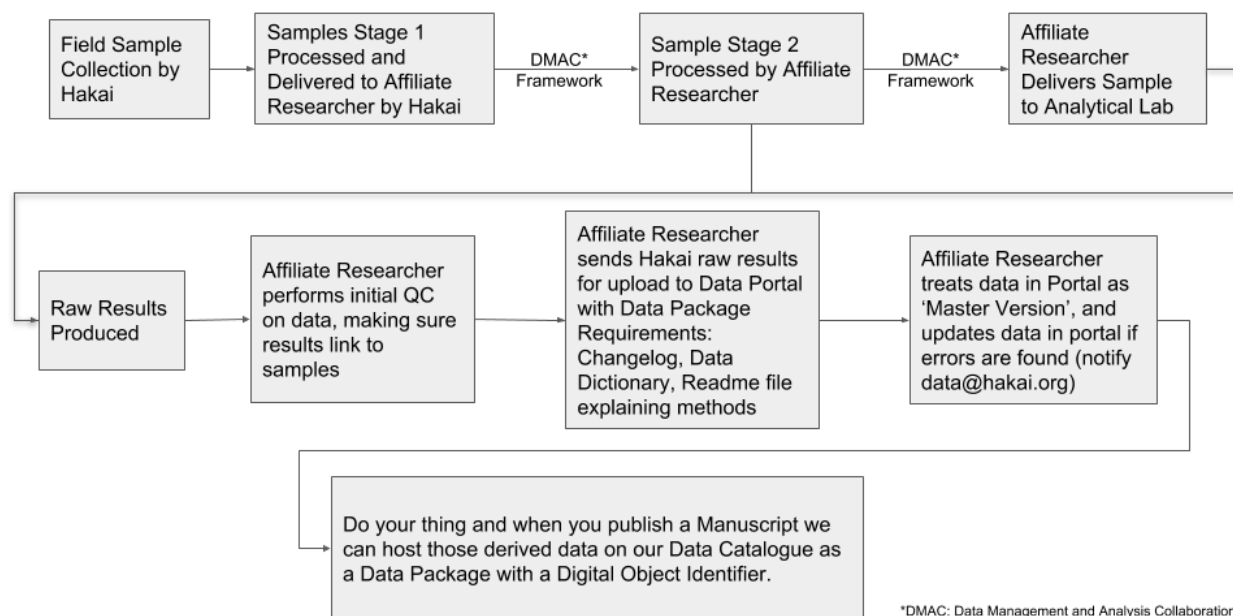 Field Sample
Collection by
Hakai
Samples Stage 1
Processed and
Delivered to Affiliate
Researcher by Hakai
DMAC*
Framework
Sample Stage 2
Processed by Affiliate
Researcher
DMAC*
Framework
Affiliate
Researcher
Delivers Sample
to Analytical Lab
Raw Results
Produced
Affiliate Researcher
performs initial QC
on data, making sure
results link to
samples
Affiliate Researcher
sends Hakai raw results
for upload to Data Portal
with Data Package
Requirements:
Changelog, Data
Dictionary, Readme file
explaining methods
Affiliate Researcher
treats data in Portal as
‘Master Version’, and
updates data in portal if
errors are found (notify
data@hakai.org)
Do your thing and when you publish a Manuscript we
can host those derived data on our Data Catalogue as
a Data Package with a Digital Object Identifier.
*DMAC: Data Management and Analysis Collaboration